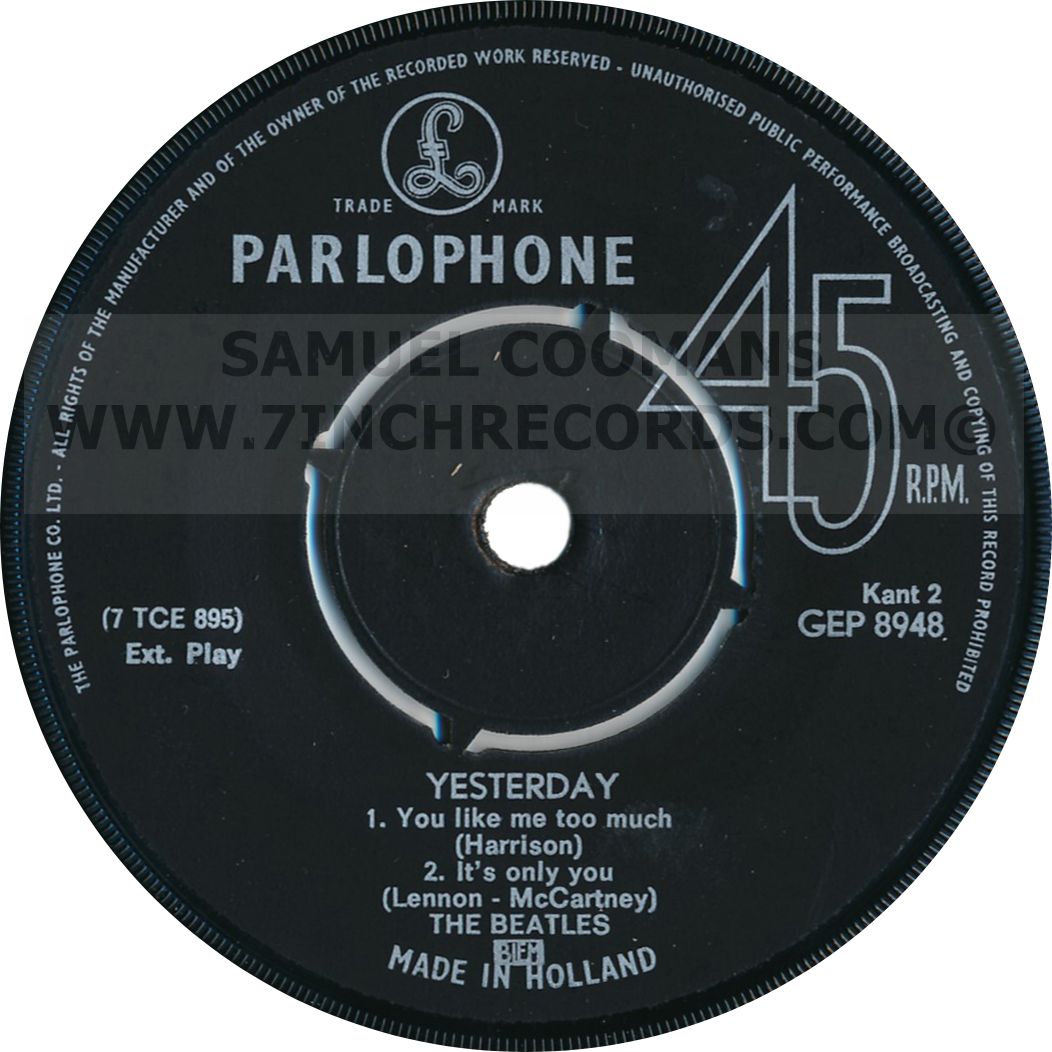 THE PARLOPHONE CO. LTD. - ALL RIGHTS OF THE MANUFACTURER AND OF THE OWNER OF THE RECORDED WORK RESERVED - UNAUTHORISED PUBLIC PERFORMANCE BROADCASTING AND COPYING OF THIS RECORD PROHIBITED
£
TRADE MARK
PARLOPHONE
45
R.P.M.
SAMUEL COOMANS
WWW.7INCHRECORDS.COM©
Kant 2
GEP 8948
(7 TCE 895)
Ext. Play
YESTERDAY
1. You like me too much
(Harrison)
2. It's only you
(Lennon - McCartney)
THE BEATLES
BIEM
MADE IN HOLLAND